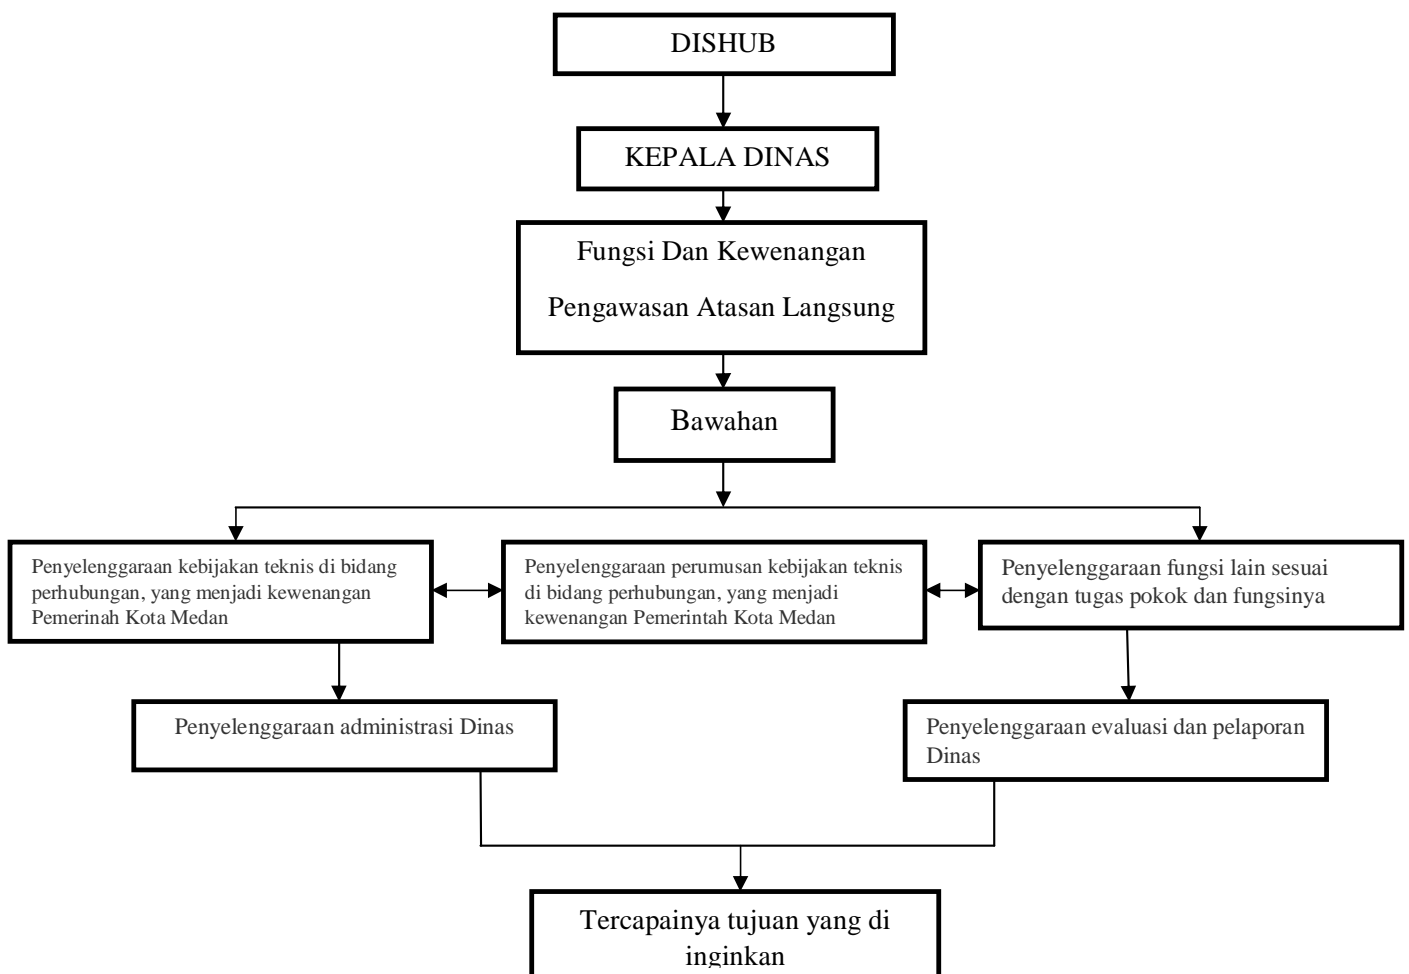 DISHUB
KEPALA DINAS
Fungsi Dan Kewenangan
Pengawasan Atasan Langsung
Bawahan
Penyelenggaraan kebijakan teknis di bidang
perhubungan, yang menjadi kewenangan
Pemerinah Kota Medan
Penyelenggaraan perumusan kebijakan teknis
di bidang perhubungan, yang menjadi
kewenangan Pemerintah Kota Medan
Penyelenggaraan fungsi lain sesuai
dengan tugas pokok dan fungsinya
Penyelenggaraan administrasi Dinas
Penyelenggaraan evaluasi dan pelaporan
Dinas
Tercapainya tujuan yang di
inginkan